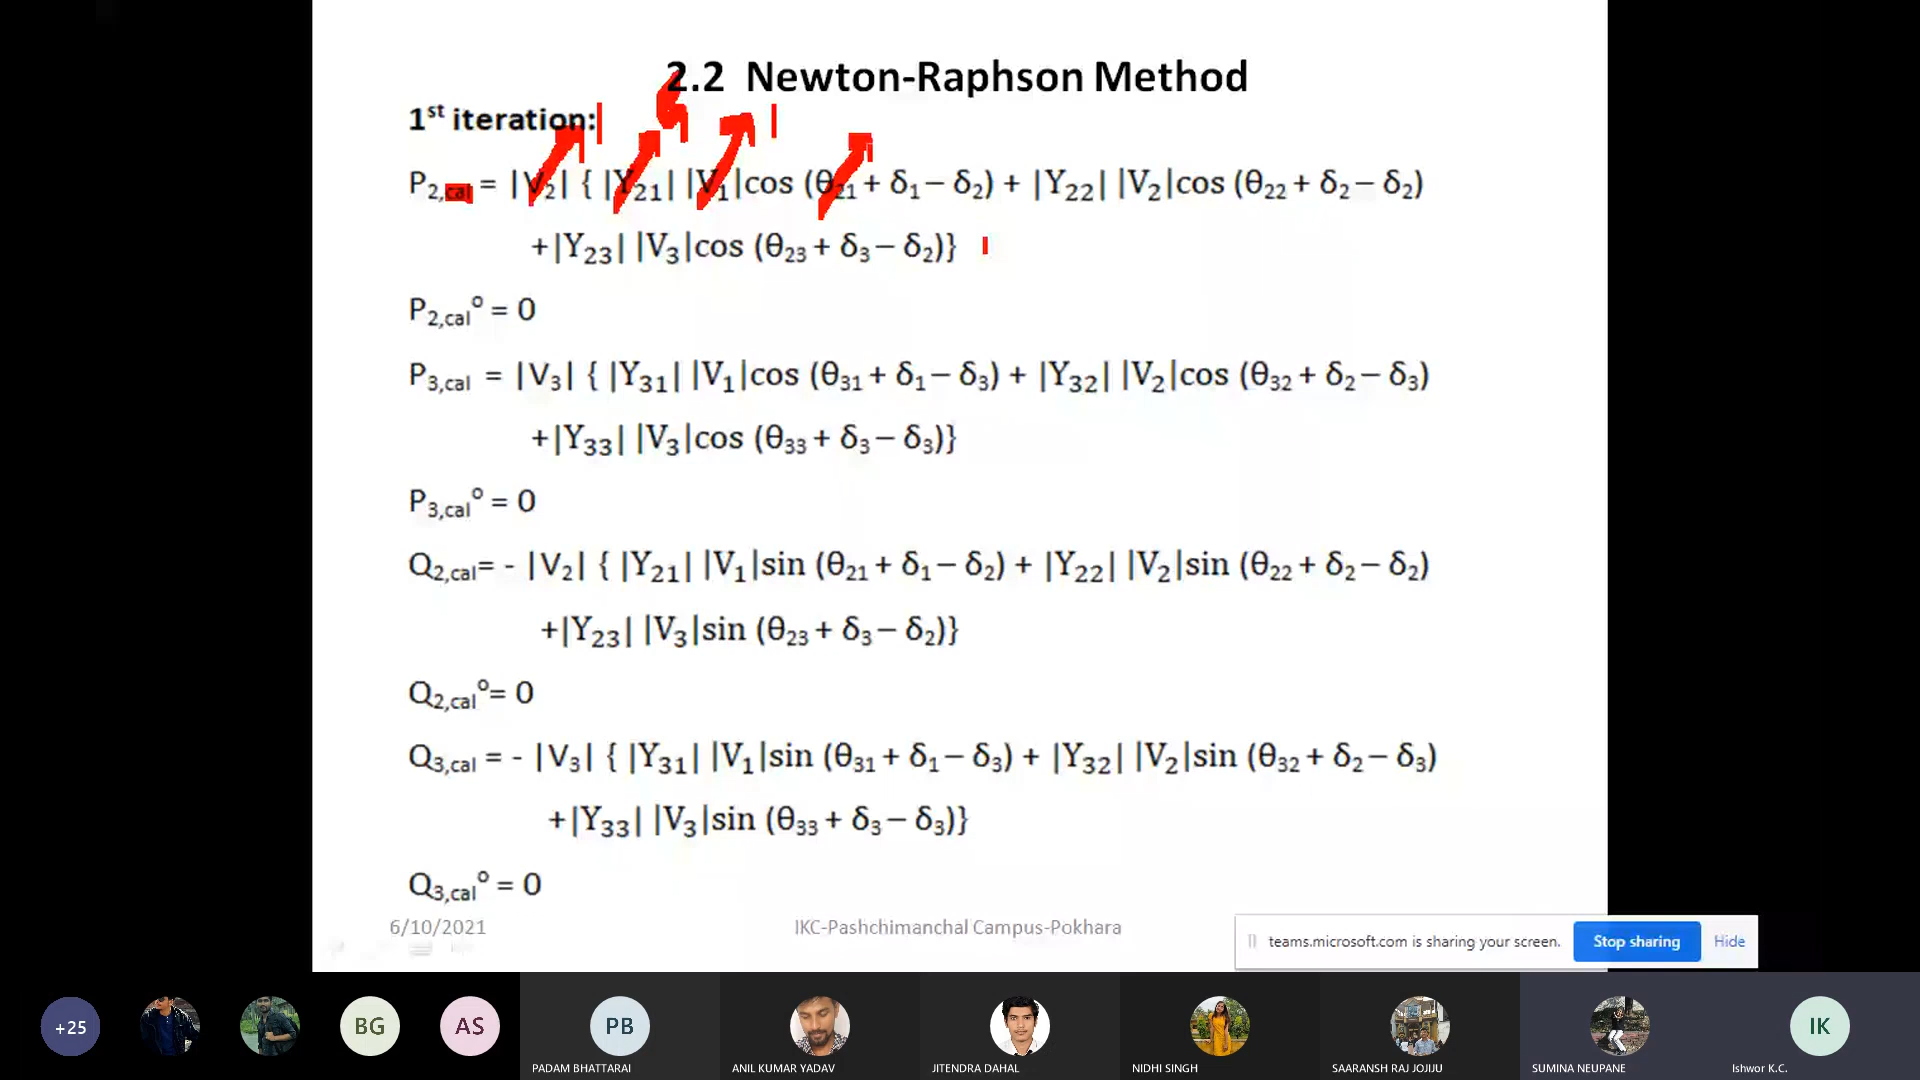 2.2 Newton-Raphson Method
1st iteration:
P2,cal = |V2| { |Y21| |V1|cos (θ21 + δ1 − δ2) + |Y22| |V2|cos (θ22 + δ2 − δ2)
+|Y23| |V3|cos (θ23 + δ3 − δ2)}
P2,cal° = 0
P3,cal = |V3| { |Y31| |V1|cos (θ31 + δ1 − δ3) + |Y32| |V2|cos (θ32 + δ2 − δ3)
+|Y33| |V3|cos (θ33 + δ3 − δ3)}
P3,cal° = 0
Q2,cal= - |V2| { |Y21| |V1|sin (θ21 + δ1 − δ2) + |Y22| |V2|sin (θ22 + δ2 − δ2)
+|Y23| |V3|sin (θ23 + δ3 − δ2)}
Q2,cal°= 0
Q3,cal = - |V3| { |Y31| |V1|sin (θ31 + δ1 − δ3) + |Y32| |V2|sin (θ32 + δ2 − δ3)
+|Y33| |V3|sin (θ33 + δ3 − δ3)}
Q3,cal° = 0
6/10/2021 IKC-Pashchimanchal Campus-Pokhara
teams.microsoft.com is sharing your screen. Stop sharing Hide
+25 BG AS PB IK
PADAM BHATTARAI ANIL KUMAR YADAV JITENDRA DAHAL NIDHI SINGH SAARANSH RAJ JOJIJU SUMINA NEUPANE Ishwor K.C.